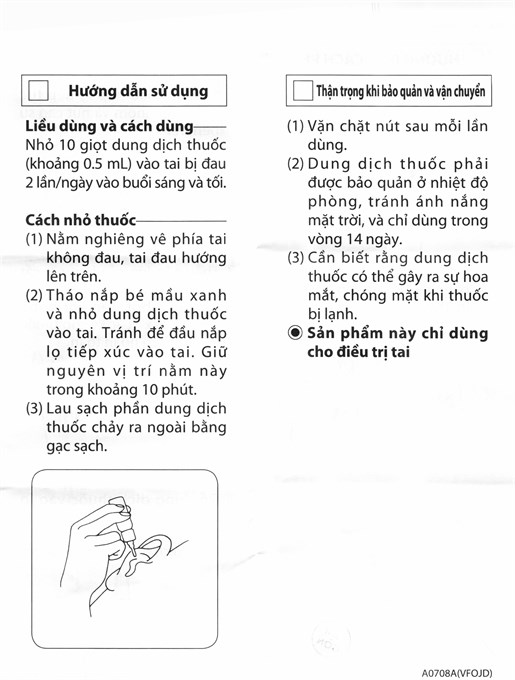 Hướng dẫn sử dụng
Liều dùng và cách dùng
Nhỏ 10 giọt dung dịch thuốc
(khoảng 0.5 mL) vào tai bị đau
2 lần/ngày vào buổi sáng và tối.
Cách nhỏ thuốc
(1) Nằm nghiêng vê phía tai
không đau, tai đau hướng
lên trên.
(2) Tháo nắp bé mầu xanh
và nhỏ dung dịch thuốc
vào tai. Tránh để đầu nắp
lọ tiếp xúc vào tai. Giữ
nguyên vị trí nằm này
trong khoảng 10 phút.
(3) Lau sạch phần dung dịch
thuốc chảy ra ngoài bằng
gạc sạch.
Thận trọng khi bảo quản và vận chuyển
(1) Vặn chặt nút sau mỗi lần
dùng.
(2) Dung dịch thuốc phải
được bảo quản ở nhiệt độ
phòng, tránh ánh nắng
mặt trời, và chỉ dùng trong
vòng 14 ngày.
(3) Cần biết rằng dung dịch
thuốc có thể gây ra sự hoa
mắt, chóng mặt khi thuốc
bị lạnh.
Sản phẩm này chỉ dùng
cho điều trị tai
A0708A(VFOJD)